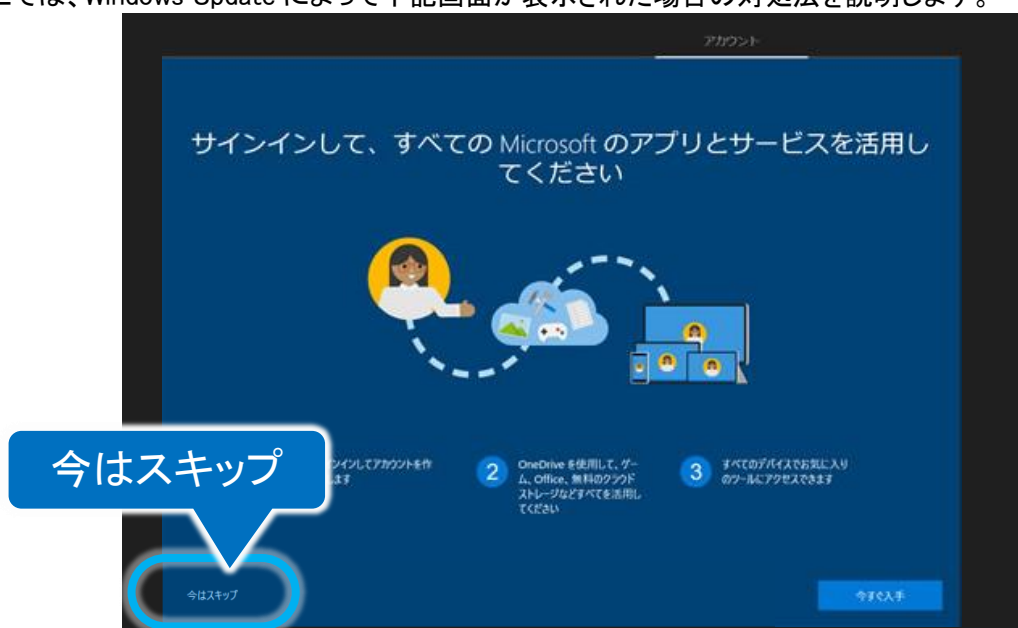 では、Windows Update によって下記画面が表示された場合の対処法を説明します。
アカウント
サインインして、すべての Microsoft のアプリとサービスを活用し
てください
インしてアカウントを作
ます
2
OneDrive を使用して、ゲー
ム、Office、無料のクラウド
ストレージなどすべてを活用し
てください
3
すべてのデバイスでお気に入り
のツールにアクセスできます
今はスキップ
今はスキップ
今すぐ入手